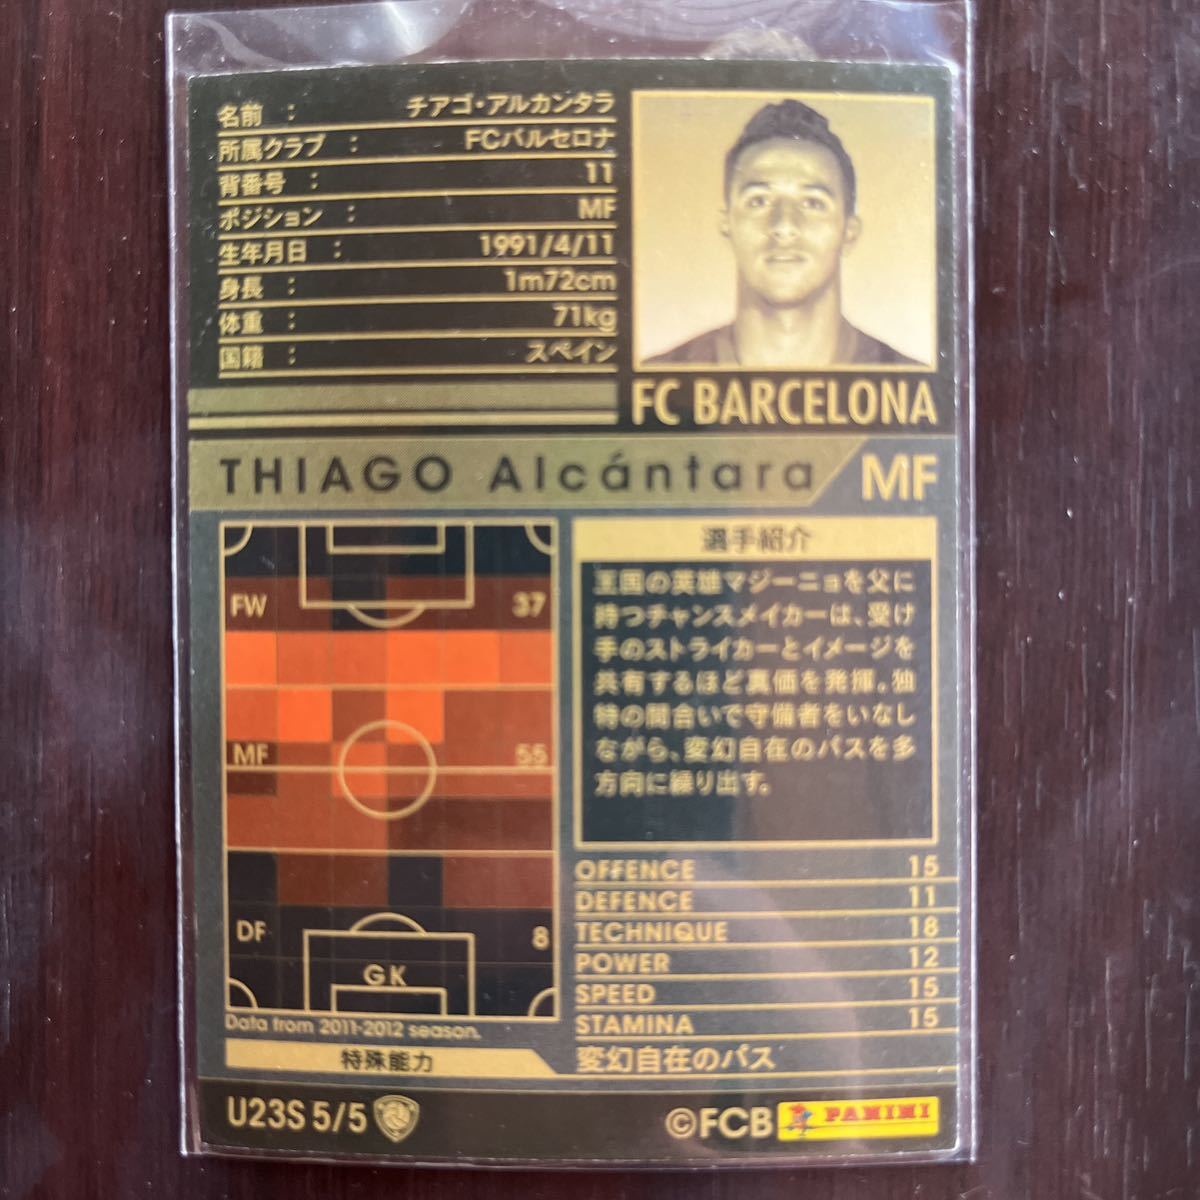 名前 : チアゴ・アルカンタラ
所属クラブ : FCバルセロナ
背番号 : 11
ポジション : MF
生年月日 : 1991/4/11
身長 : 1m72cm
体重 : 71kg
国籍 : スペイン
FC BARCELONA
THIAGO Alcántara MF
FW 37
MF 55
DF 8
GK
Data from 2011-2012 season.
選手紹介
王国の英雄マジーニョを父に
持つチャンスメイカーは、受け
手のストライカーとイメージを
共有するほど真価を発揮。独
特の間合いで守備者をいなし
ながら、変幻自在のパスを多
方向に繰り出す。
OFFENCE 15
DEFENCE 11
TECHNIQUE 18
POWER 12
SPEED 15
STAMINA 15
特殊能力 変幻自在のパス
U23S 5/5
©FCB PANINI